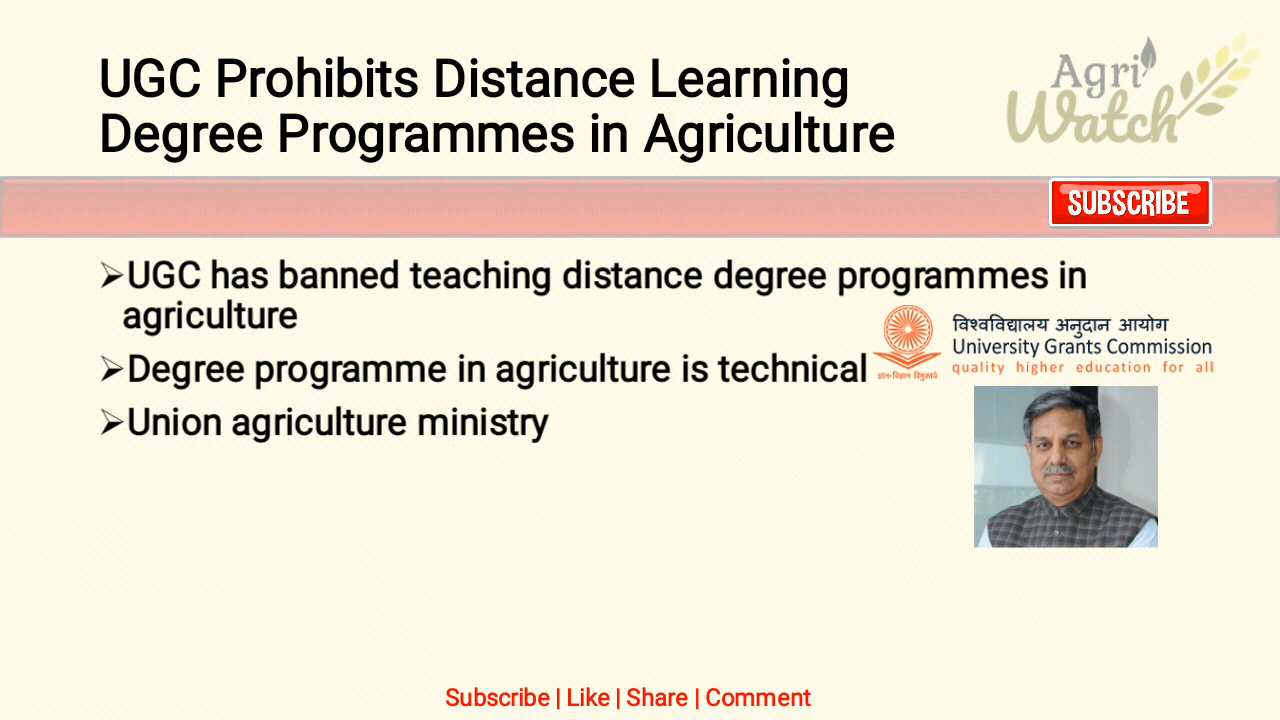 UGC Prohibits Distance Learning
Degree Programmes in Agriculture
Agri
Watch
SUBSCRIBE
➢UGC has banned teaching distance degree programmes in
agriculture
➢Degree programme in agriculture is technical
➢Union agriculture ministry
विश्वविद्यालय अनुदान आयोग
University Grants Commission
quality higher education for all
ज्ञान-विज्ञान विमुक्तये
Subscribe | Like | Share | Comment